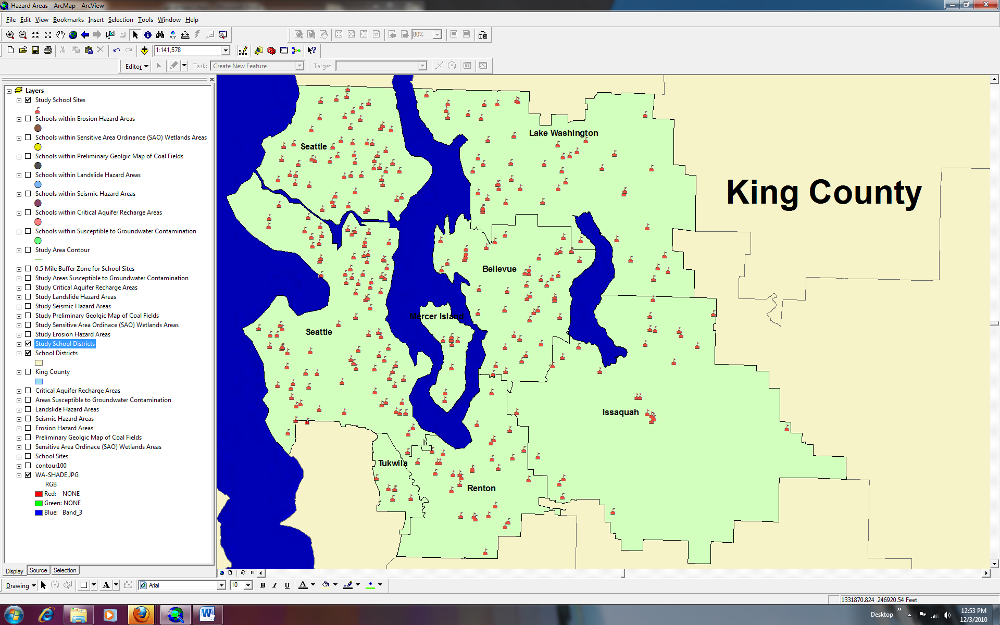 Hazard Areas - ArcMap - ArcView
File Edit View Bookmarks Insert Selection Tools Window Help
80%
1:141,578
Editor Task: Create New Feature Target:
Layers
Study School Sites
Schools within Erosion Hazard Areas
Schools within Sensitive Area Ordinance (SAO) Wetlands Areas
Schools within Preliminary Geolgic Map of Coal Fields
Schools within Landslide Hazard Areas
Schools within Seismic Hazard Areas
Schools within Critical Aquifer Recharge Areas
Schools within Susceptible to Groundwater Contamination
Study Area Contour
0.5 Mile Buffer Zone for School Sites
Study Areas Susceptible to Groundwater Contamination
Study Critical Aquifer Recharge Areas
Study Landslide Hazard Areas
Study Seismic Hazard Areas
Study Preliminary Geolgic Map of Coal Fields
Study Sensitive Area Ordinace (SAO) Wetlands Areas
Study Erosion Hazard Areas
Study School Districts
School Districts
King County
Critical Aquifer Recharge Areas
Areas Susceptible to Groundwater Contamination
Landslide Hazard Areas
Seismic Hazard Areas
Erosion Hazard Areas
Preliminary Geolgic Map of Coal Fields
Sensitive Area Ordinace (SAO) Wetlands Areas
School Sites
contour100
WA-SHADE.JPG
RGB
Red: NONE
Green: NONE
Blue: Band_3
Display Source Selection
Lake Washington
Seattle
King County
Bellevue
Mercer Island
Seattle
Issaquah
Tukwila
Renton
Drawing A Arial 10 B I U A
1331870.824 246920.54 Feet
Desktop
12:53 PM
12/3/2010